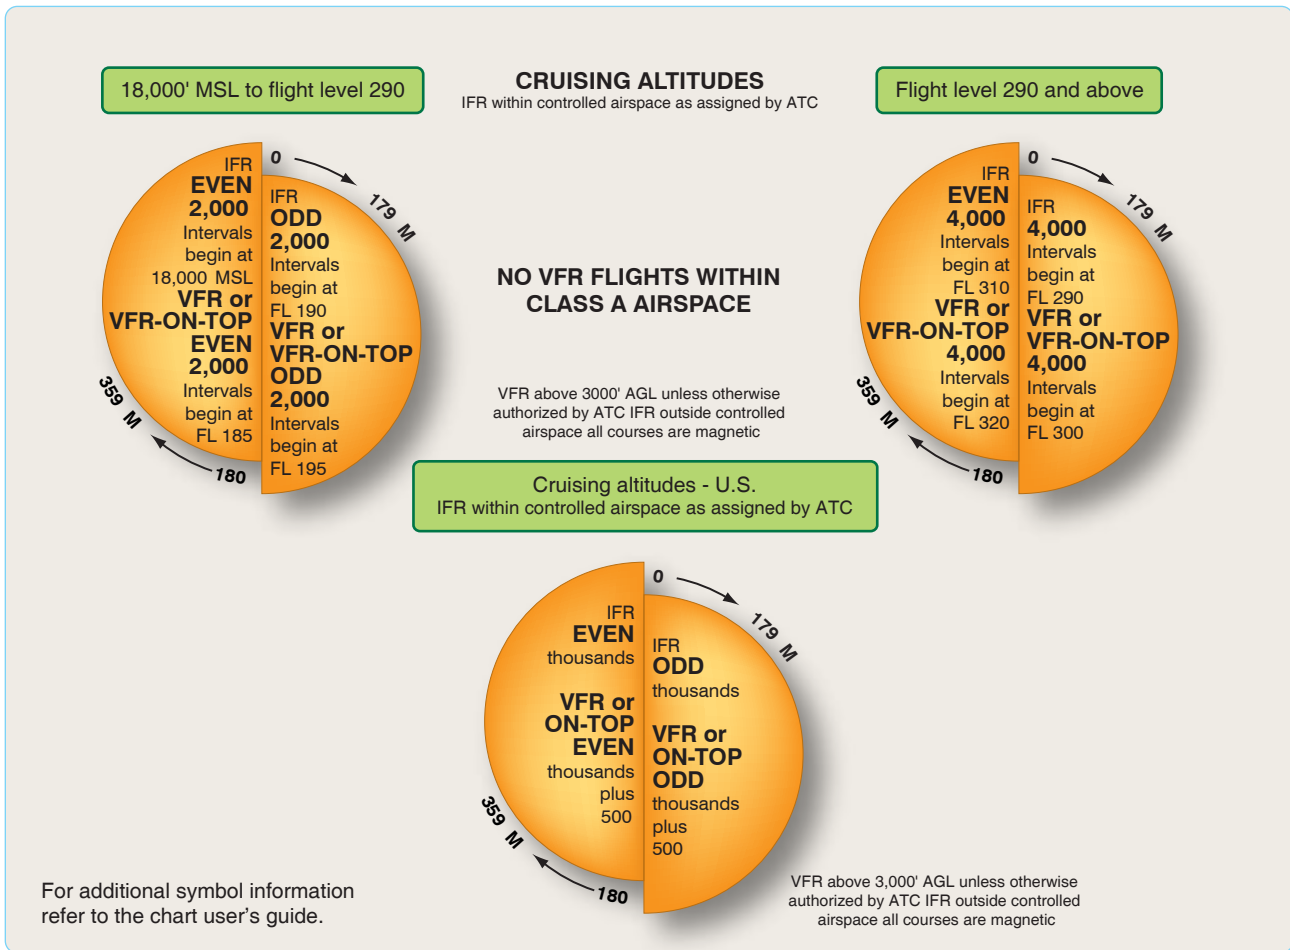 18,000' MSL to flight level 290
CRUISING ALTITUDES
IFR within controlled airspace as assigned by ATC
Flight level 290 and above
IFR
EVEN
2,000
Intervals
begin at
18,000 MSL
VFR or
VFR-ON-TOP
EVEN
2,000
Intervals
begin at
FL 185
0
179 M
IFR
ODD
2,000
Intervals
begin at
FL 190
VFR or
VFR-ON-TOP
ODD
2,000
Intervals
begin at
FL 195
359 M
180
NO VFR FLIGHTS WITHIN
CLASS A AIRSPACE
VFR above 3000' AGL unless otherwise
authorized by ATC IFR outside controlled
airspace all courses are magnetic
IFR
EVEN
4,000
Intervals
begin at
FL 310
VFR or
VFR-ON-TOP
4,000
Intervals
begin at
FL 320
0
179 M
IFR
4,000
Intervals
begin at
FL 290
VFR or
VFR-ON-TOP
4,000
Intervals
begin at
FL 300
359 M
180
Cruising altitudes - U.S.
IFR within controlled airspace as assigned by ATC
IFR
EVEN
thousands
VFR or
ON-TOP
EVEN
thousands
plus
500
0
179 M
IFR
ODD
thousands
VFR or
ON-TOP
ODD
thousands
plus
500
359 M
180
For additional symbol information
refer to the chart user's guide.
VFR above 3,000' AGL unless otherwise
authorized by ATC IFR outside controlled
airspace all courses are magnetic